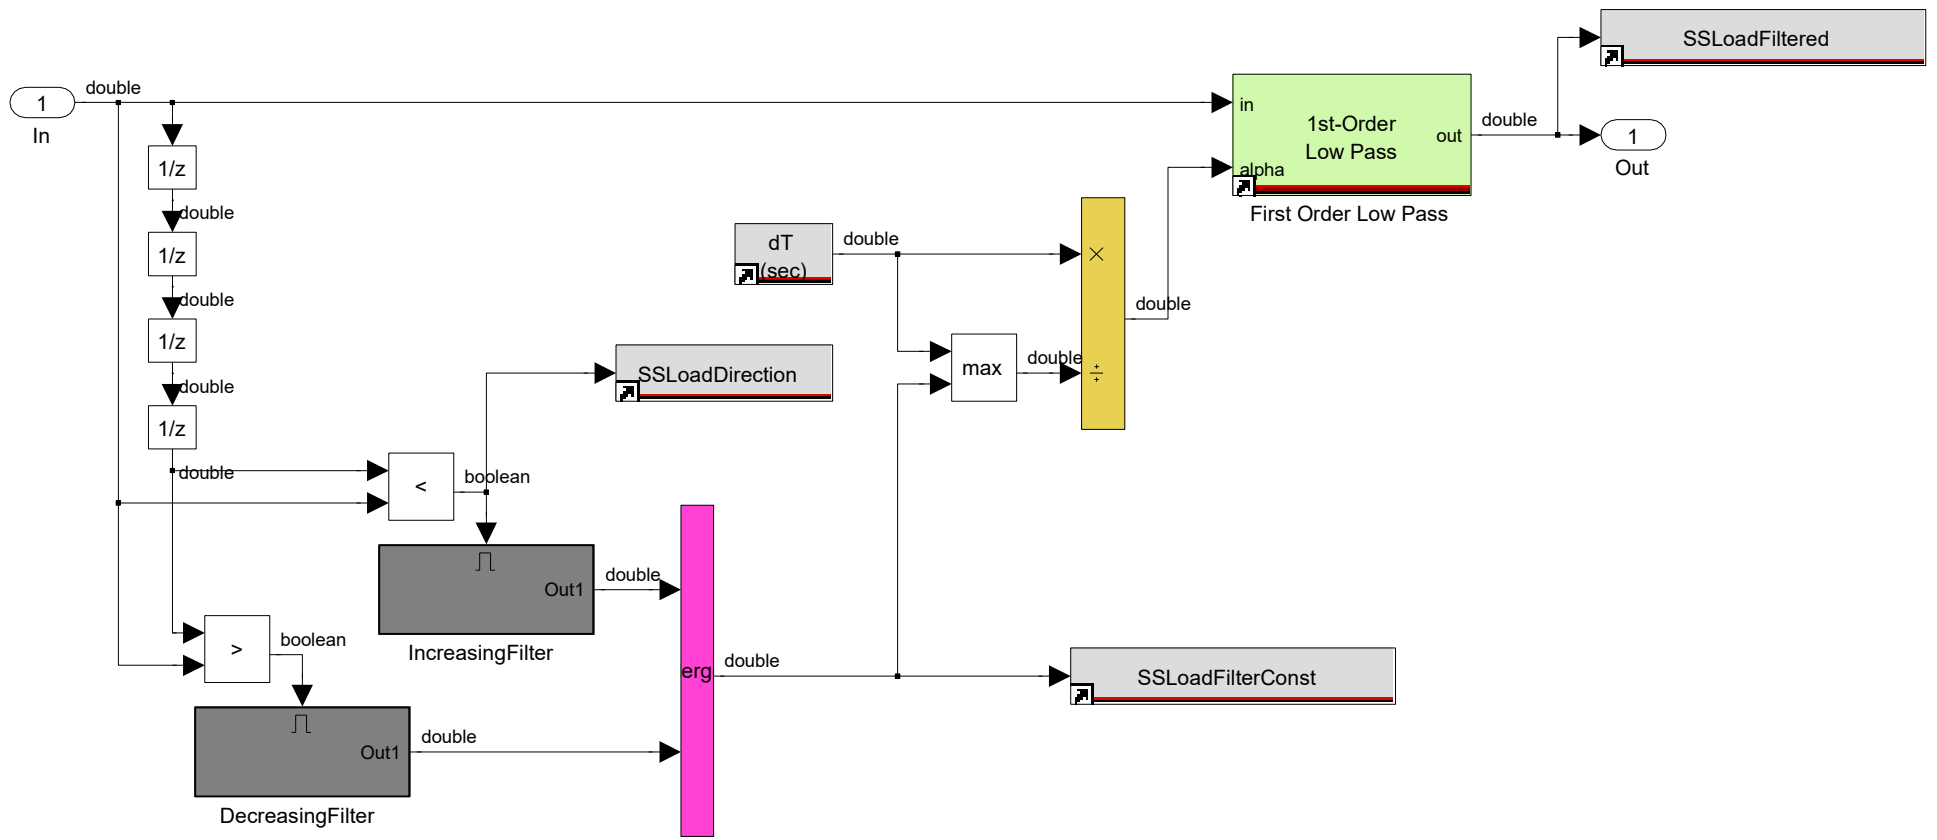 SSLoadFiltered
double
1
In
in
1st-Order
Low Pass
out
alpha
double
1
Out
First Order Low Pass
1/z
double
1/z
double
1/z
double
1/z
double
dT
(sec)
double
×
÷
double
max
double
SSLoadDirection
<
boolean
Out1
double
IncreasingFilter
>
boolean
Out1
double
DecreasingFilter
erg
double
SSLoadFilterConst